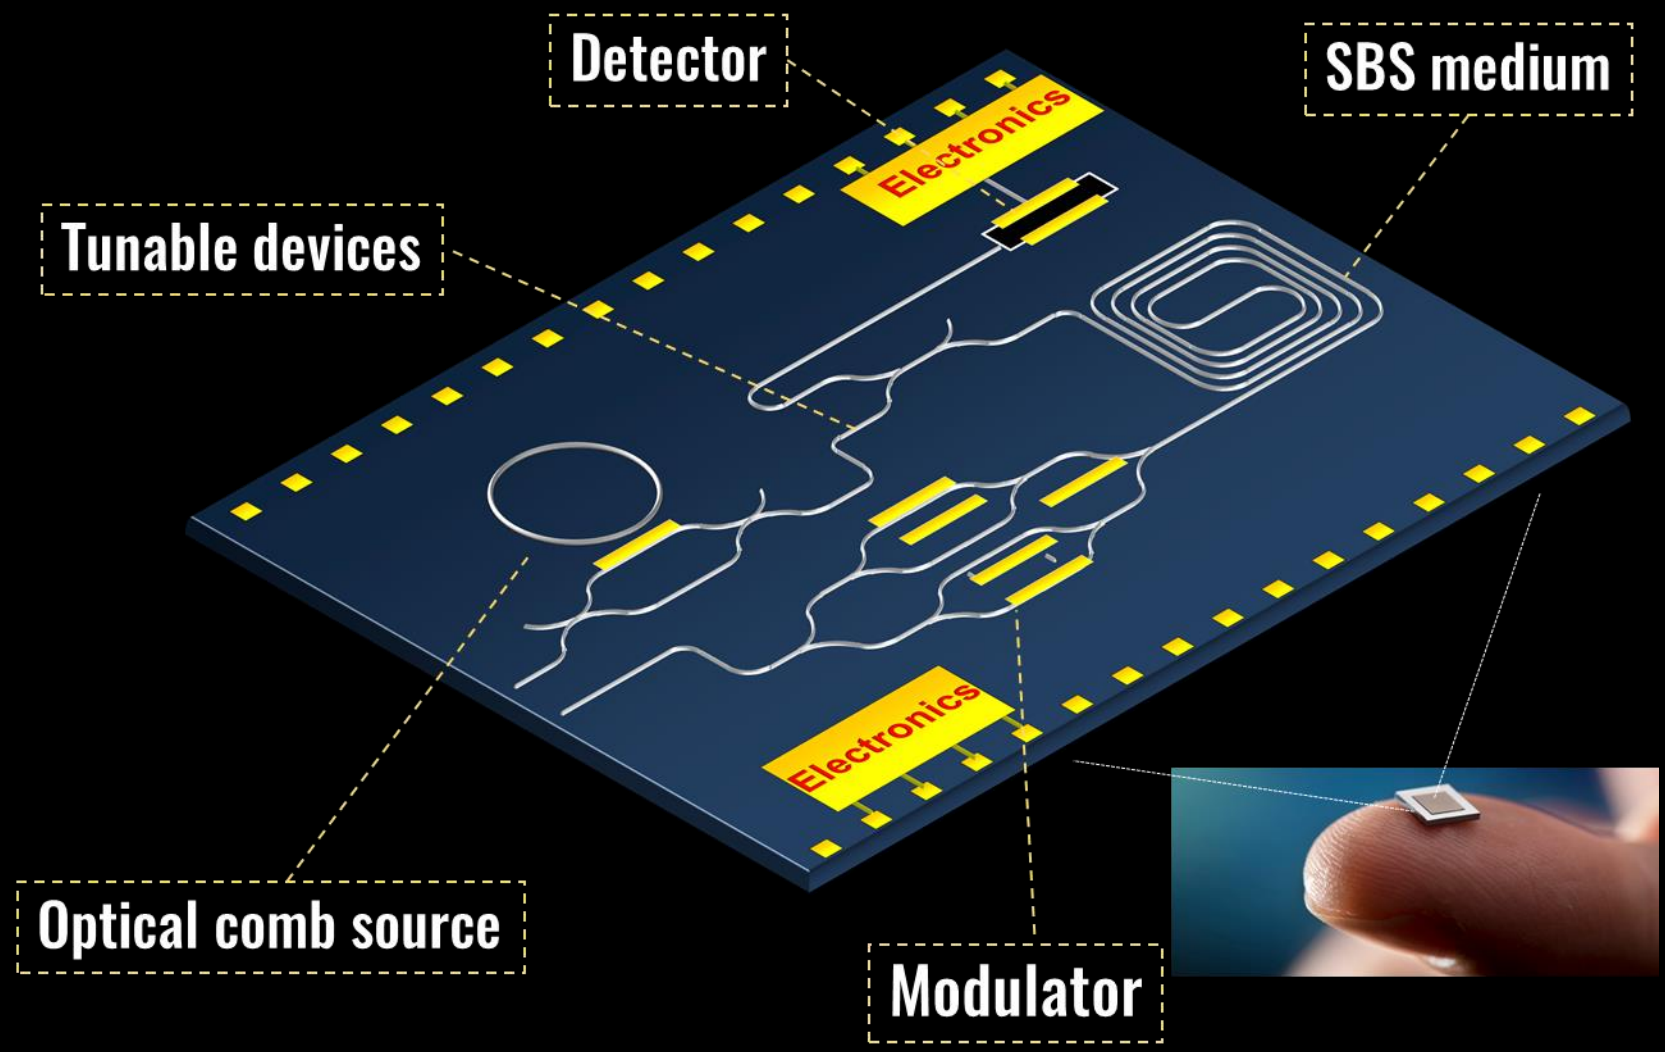 Detector
SBS medium
Electronics
Tunable devices
Electronics
Optical comb source
Modulator